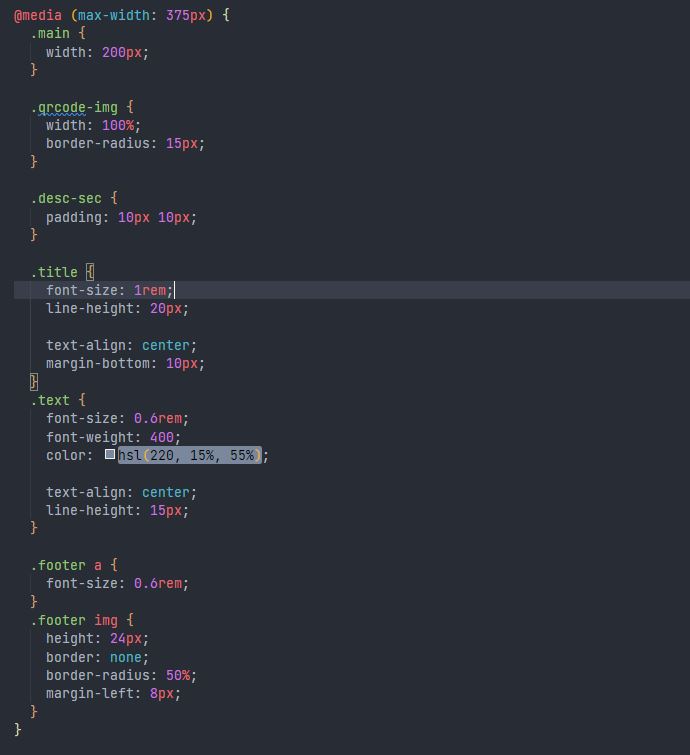 @media (max-width: 375px) {
  .main {
    width: 200px;
  }

  .qrcode-img {
    width: 100%;
    border-radius: 15px;
  }

  .desc-sec {
    padding: 10px 10px;
  }

  .title {
    font-size: 1rem;
    line-height: 20px;

    text-align: center;
    margin-bottom: 10px;
  }
  .text {
    font-size: 0.6rem;
    font-weight: 400;
    color: hsl(220, 15%, 55%);

    text-align: center;
    line-height: 15px;
  }

  .footer a {
    font-size: 0.6rem;
  }
  .footer img {
    height: 24px;
    border: none;
    border-radius: 50%;
    margin-left: 8px;
  }
}